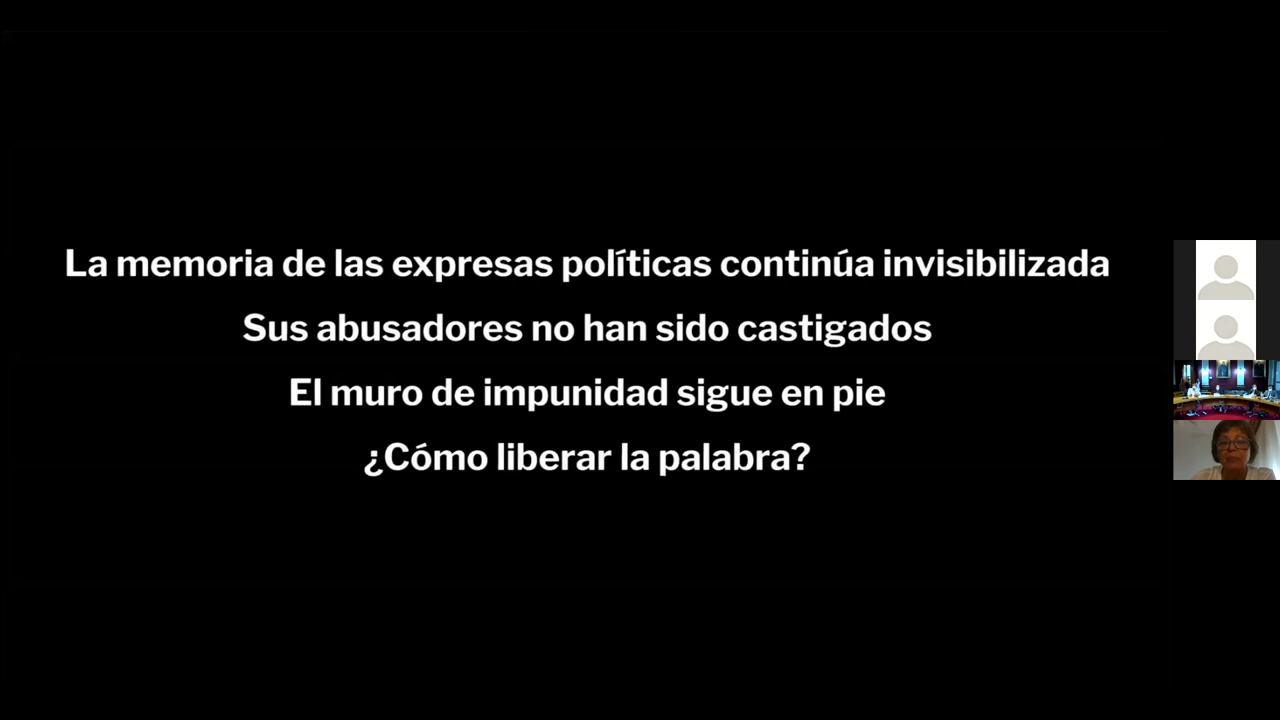 La memoria de las expresas políticas continúa invisibilizada
Sus abusadores no han sido castigados
El muro de impunidad sigue en pie
¿Cómo liberar la palabra?